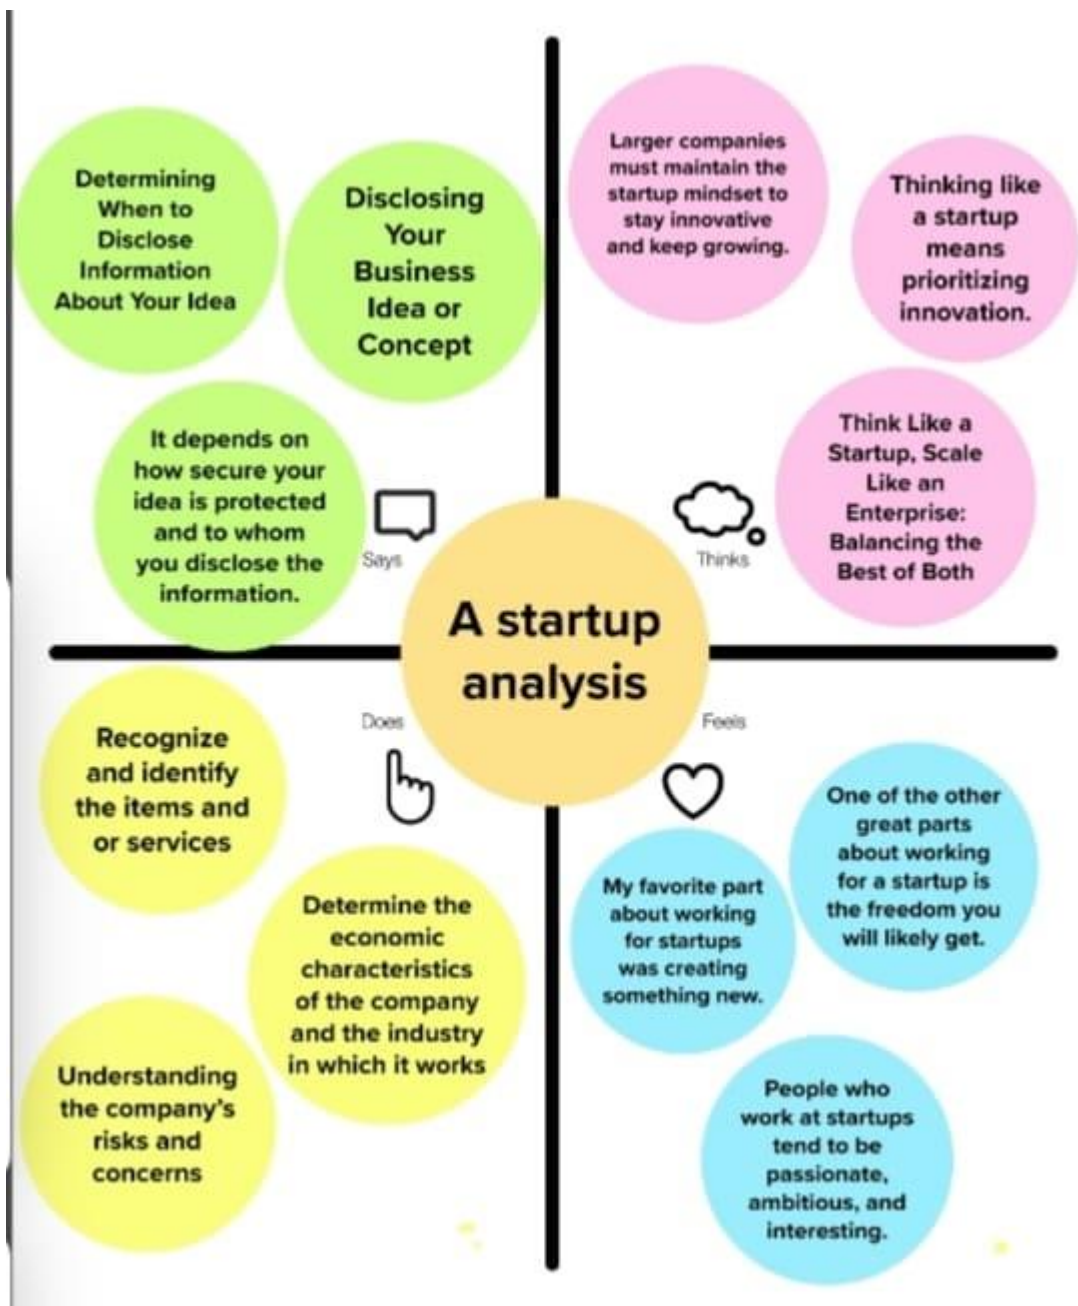 Determining
When to
Disclose
Information
About Your Idea
Disclosing
Your
Business
Idea or
Concept
It depends on
how secure your
idea is protected
and to whom
you disclose the
information.
Says
Larger companies
must maintain the
startup mindset to
stay innovative
and keep growing.
Thinking like
a startup
means
prioritizing
innovation.
Think Like a
Startup, Scale
Like an
Enterprise:
Balancing the
Best of Both
Thinks
A startup
analysis
Does
Recognize
and identify
the items and
or services
Determine the
economic
characteristics
of the company
and the industry
in which it works
Understanding
the company's
risks and
concerns
Feels
My favorite part
about working
for startups
was creating
something new.
One of the other
great parts
about working
for a startup is
the freedom you
will likely get.
People who
work at startups
tend to be
passionate,
ambitious, and
interesting.